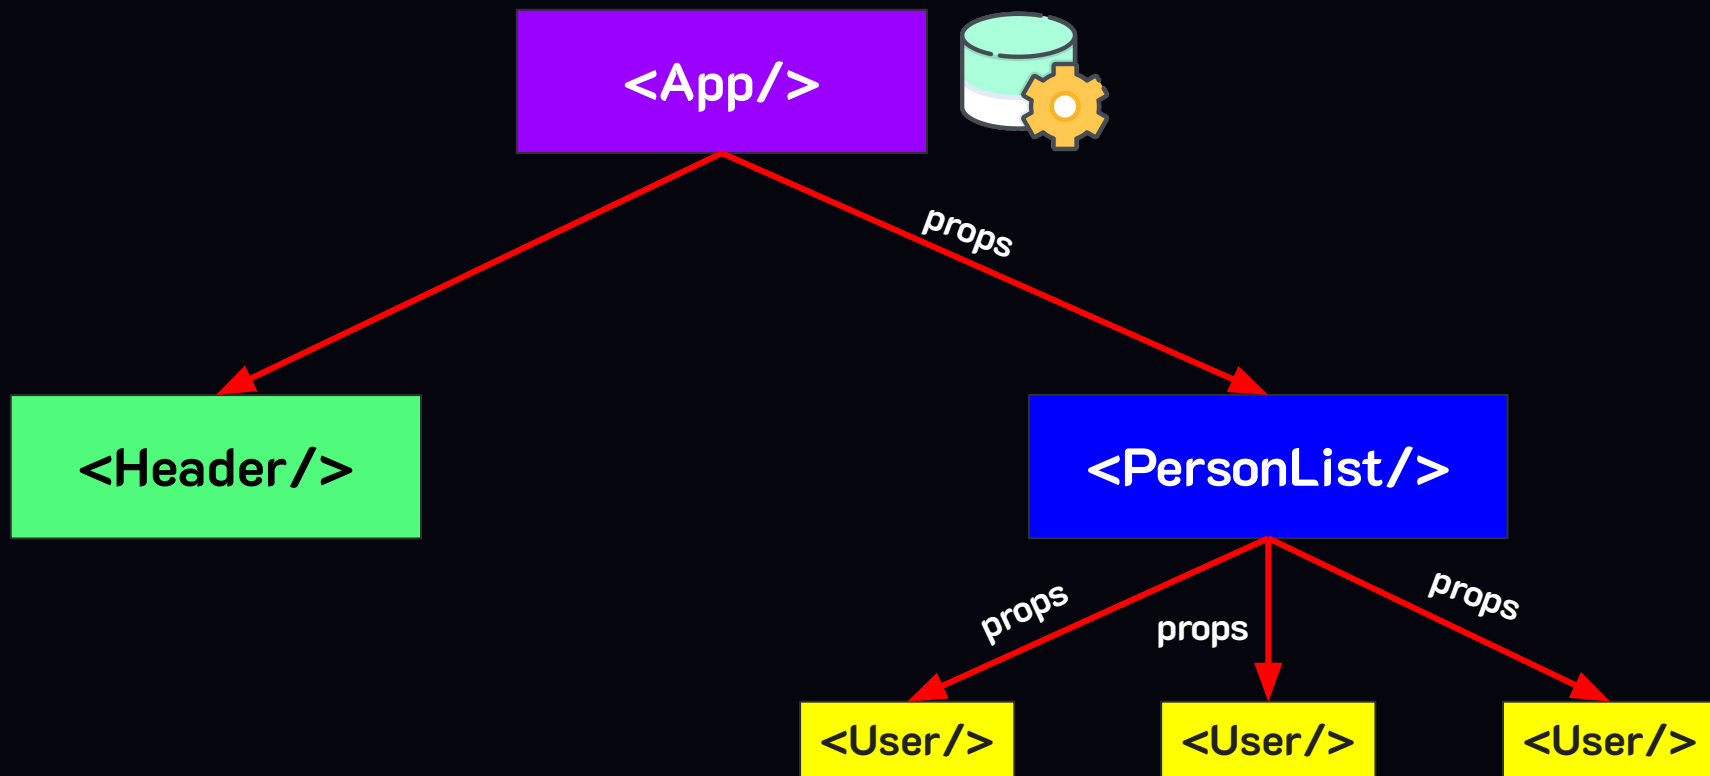 <App/>
props
<Header/>
<PersonList/>
props
props
props
<User/>
<User/>
<User/>